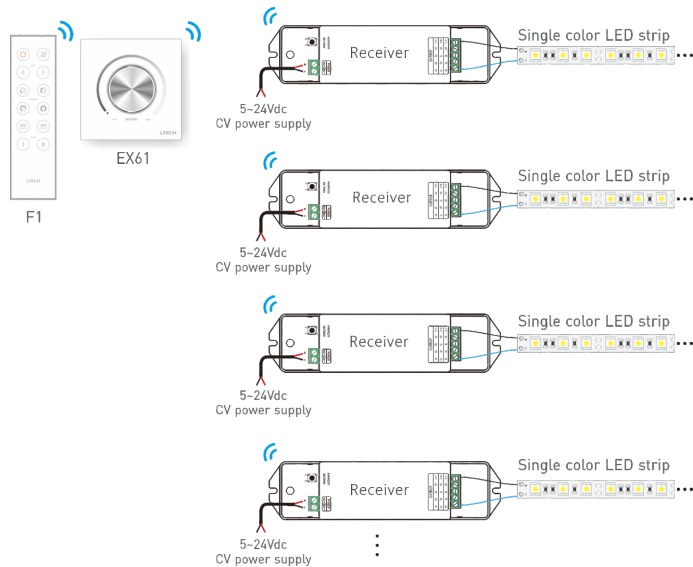 F1
LTECH
EX61
Receiver
Single color LED strip
5~24Vdc
CV power supply
Receiver
Single color LED strip
5~24Vdc
CV power supply
Receiver
Single color LED strip
5~24Vdc
CV power supply
Receiver
Single color LED strip
5~24Vdc
CV power supply